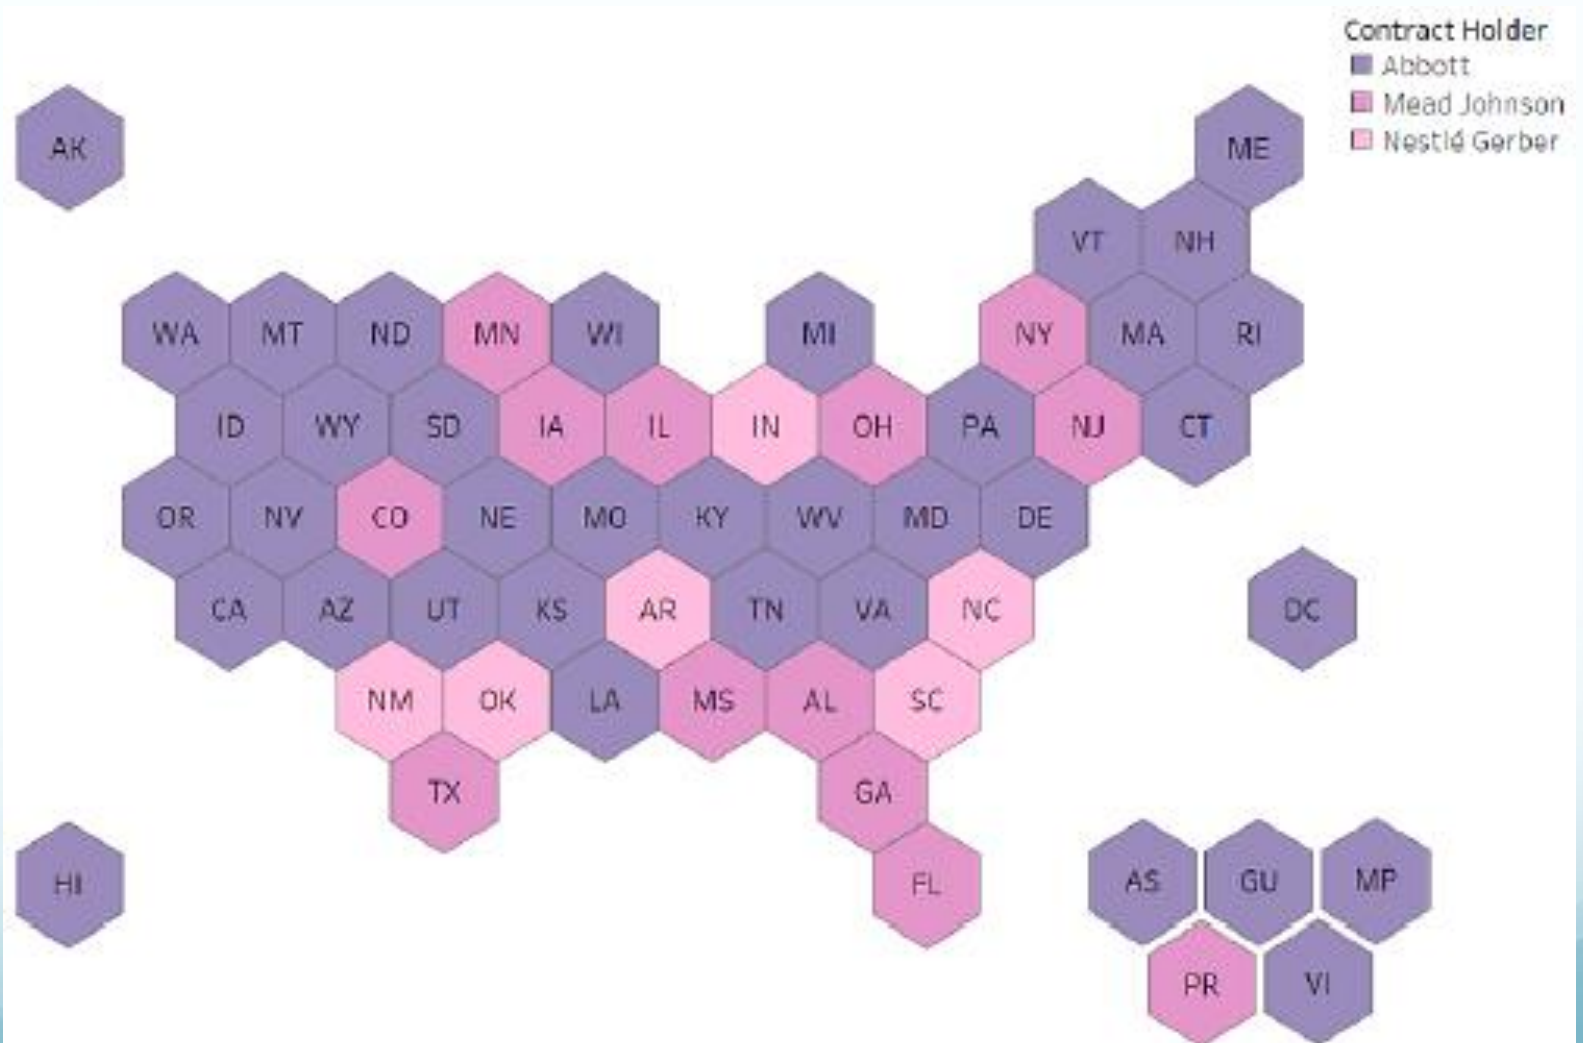 Contract Holder
Abbott
Mead Johnson
Nestlé Gerber
AK
ME
VT NH
WA MT ND MN WI MI NY MA RI
ID WY SD IA IL IN OH PA NJ CT
OR NV CO NE MO KY WV MD DE
CA AZ UT KS AR TN VA NC DC
NM OK LA MS AL SC
TX GA
HI FL AS GU MP
PR VI